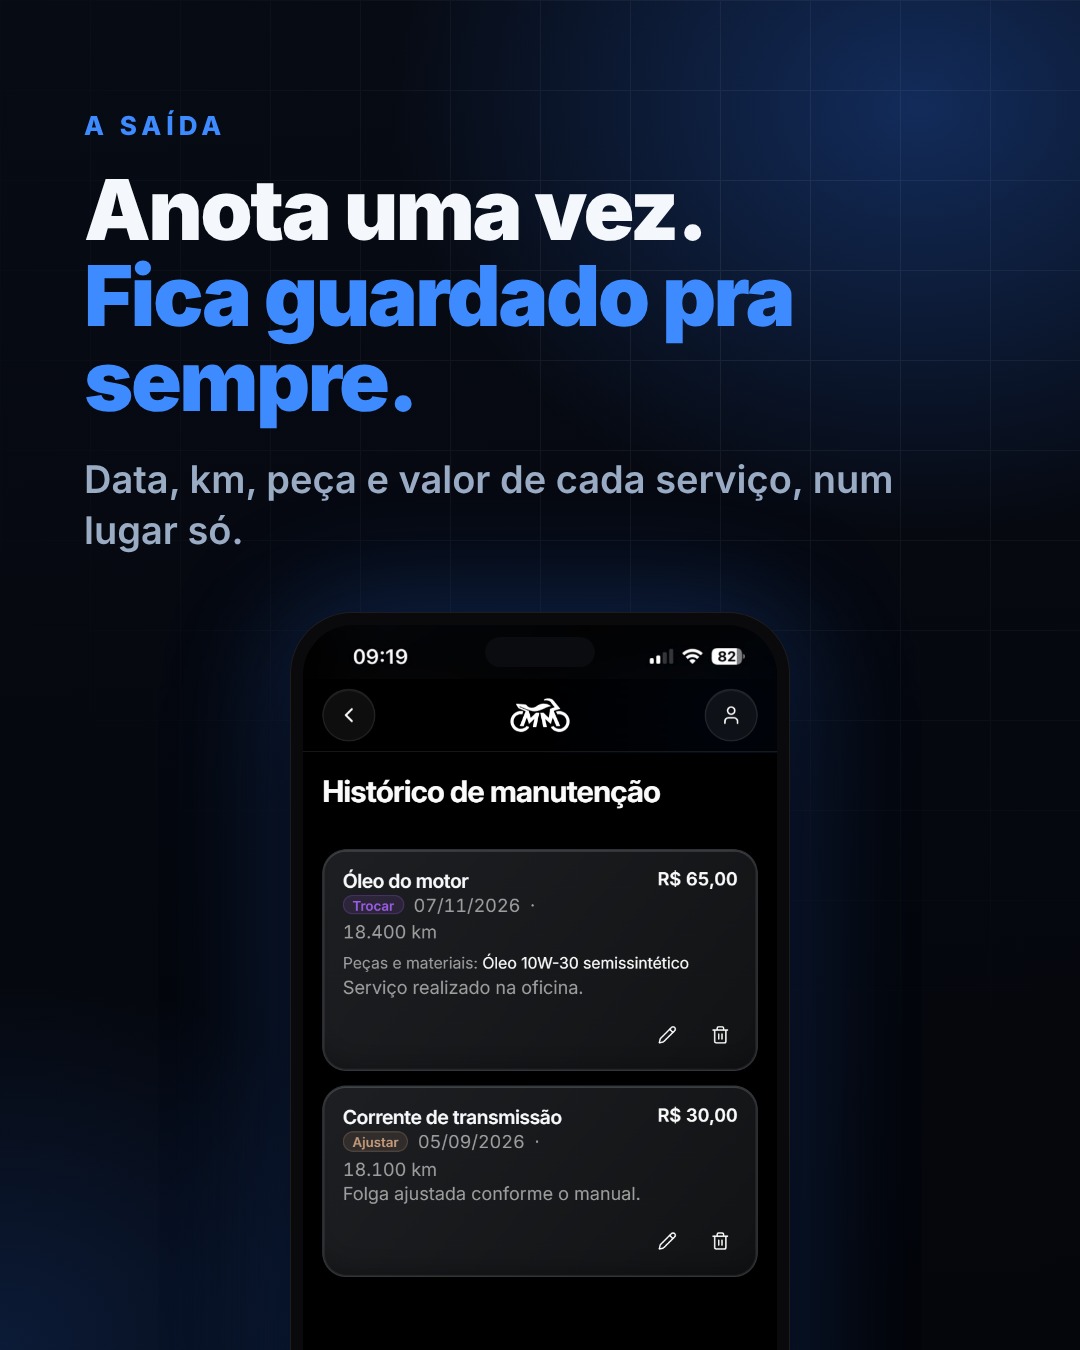 A SAÍDA
Anota uma vez.
Fica guardado pra
sempre.
Data, km, peça e valor de cada serviço, num
lugar só.
09:19
82
MM
Histórico de manutenção
Óleo do motor
R$ 65,00
Trocar 07/11/2026 ·
18.400 km
Peças e materiais: Óleo 10W-30 semissintético
Serviço realizado na oficina.
Corrente de transmissão
R$ 30,00
Ajustar 05/09/2026 ·
18.100 km
Folga ajustada conforme o manual.